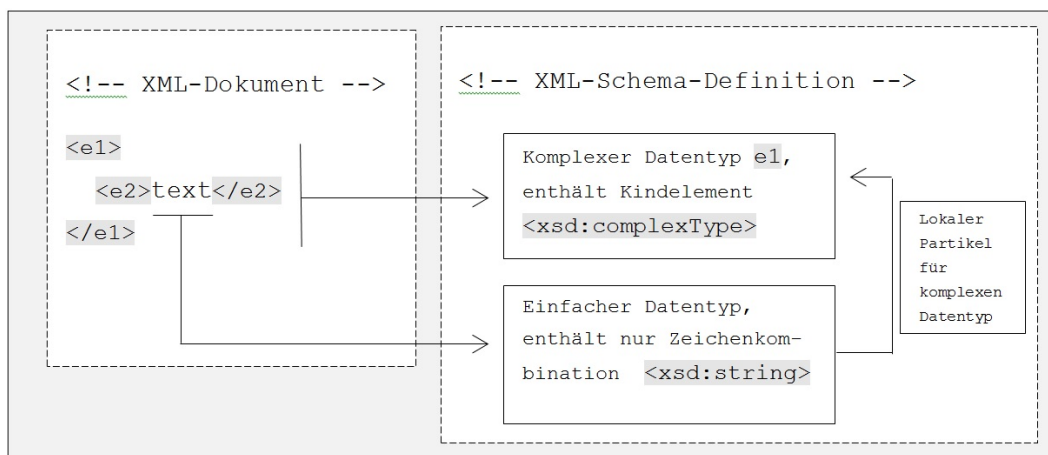 <!-- XML-Dokument -->
<e1>
<e2>text</e2>
</e1>
<!-- XML-Schema-Definition -->
Komplexer Datentyp e1,
enthält Kindelement
<xsd:complexType>
Einfacher Datentyp,
enthält nur Zeichenkom-
bination <xsd:string>
Lokaler
Partikel
für
komplexen
Datentyp